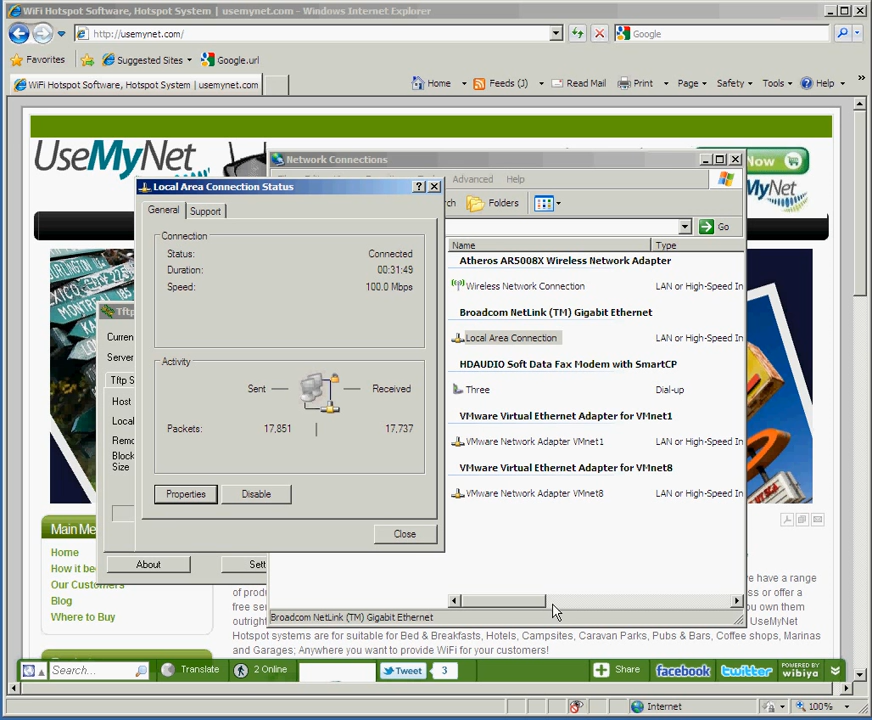 WiFi Hotspot Software, Hotspot System | usemynet.com - Windows Internet Explorer
http://usemynet.com/
Google
Favorites
Suggested Sites
Google.url
WiFi Hotspot Software, Hotspot System | usemynet.com
Home
Feeds (J)
Read Mail
Print
Page
Safety
Tools
Help
UseMyNet
Now
MyNet
Network Connections
Advanced
Help
rch
Folders
Go
Name
Type
Atheros AR5008X Wireless Network Adapter
Wireless Network Connection
LAN or High-Speed In
Broadcom NetLink (TM) Gigabit Ethernet
Local Area Connection
LAN or High-Speed In
HDAUDIO Soft Data Fax Modem with SmartCP
Three
Dial-up
VMware Virtual Ethernet Adapter for VMnet1
VMware Network Adapter VMnet1
LAN or High-Speed In
VMware Virtual Ethernet Adapter for VMnet8
VMware Network Adapter VMnet8
LAN or High-Speed In
Broadcom NetLink (TM) Gigabit Ethernet
Local Area Connection Status
General
Support
Connection
Status: Connected
Duration: 00:31:49
Speed: 100.0 Mbps
Activity
Sent
Received
Packets: 17,851 17,737
Properties
Disable
Close
Tftp
Curren
Server
Tftp S
Host
Local
Remo
Block
Size
About
Sett
Main Me
Home
How it be
Our Customers
Blog
Where to Buy
e have a range
of prod
ss or offer a
free se
you own them
outrigh
UseMyNet
Hotspot systems are for suitable for Bed & Breakfasts, Hotels, Campsites, Caravan Parks, Pubs & Bars, Coffee shops, Marinas
and Garages; Anywhere you want to provide WiFi for your customers!
Search...
Translate
2 Online
Tweet
3
Share
facebook
twitter
POWERED BY
wibiya
Internet
100%